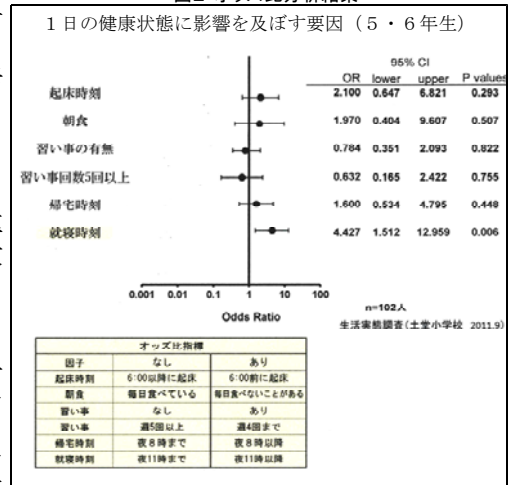 1日の健康状態に影響を及ぼす要因（5・6年生）
95% CI
OR lower upper P values
起床時刻 2.100 0.647 6.821 0.293
朝食 1.970 0.404 9.607 0.507
習い事の有無 0.784 0.351 2.093 0.822
習い事回数5回以上 0.632 0.165 2.422 0.755
帰宅時刻 1.600 0.534 4.795 0.448
就寝時刻 4.427 1.512 12.959 0.006
0.001 0.01 0.1 1 10 100
Odds Ratio
n=102人
生活実態調査(土堂小学校 2011.9)
オッズ比指標
因子 なし あり
起床時刻 6:00以降に起床 6:00前に起床
朝食 毎日食べている 毎日食べないことがある
習い事 なし あり
習い事 週5回以上 週4回まで
帰宅時刻 夜8時まで 夜8時以降
就寝時刻 夜11時まで 夜11時以降